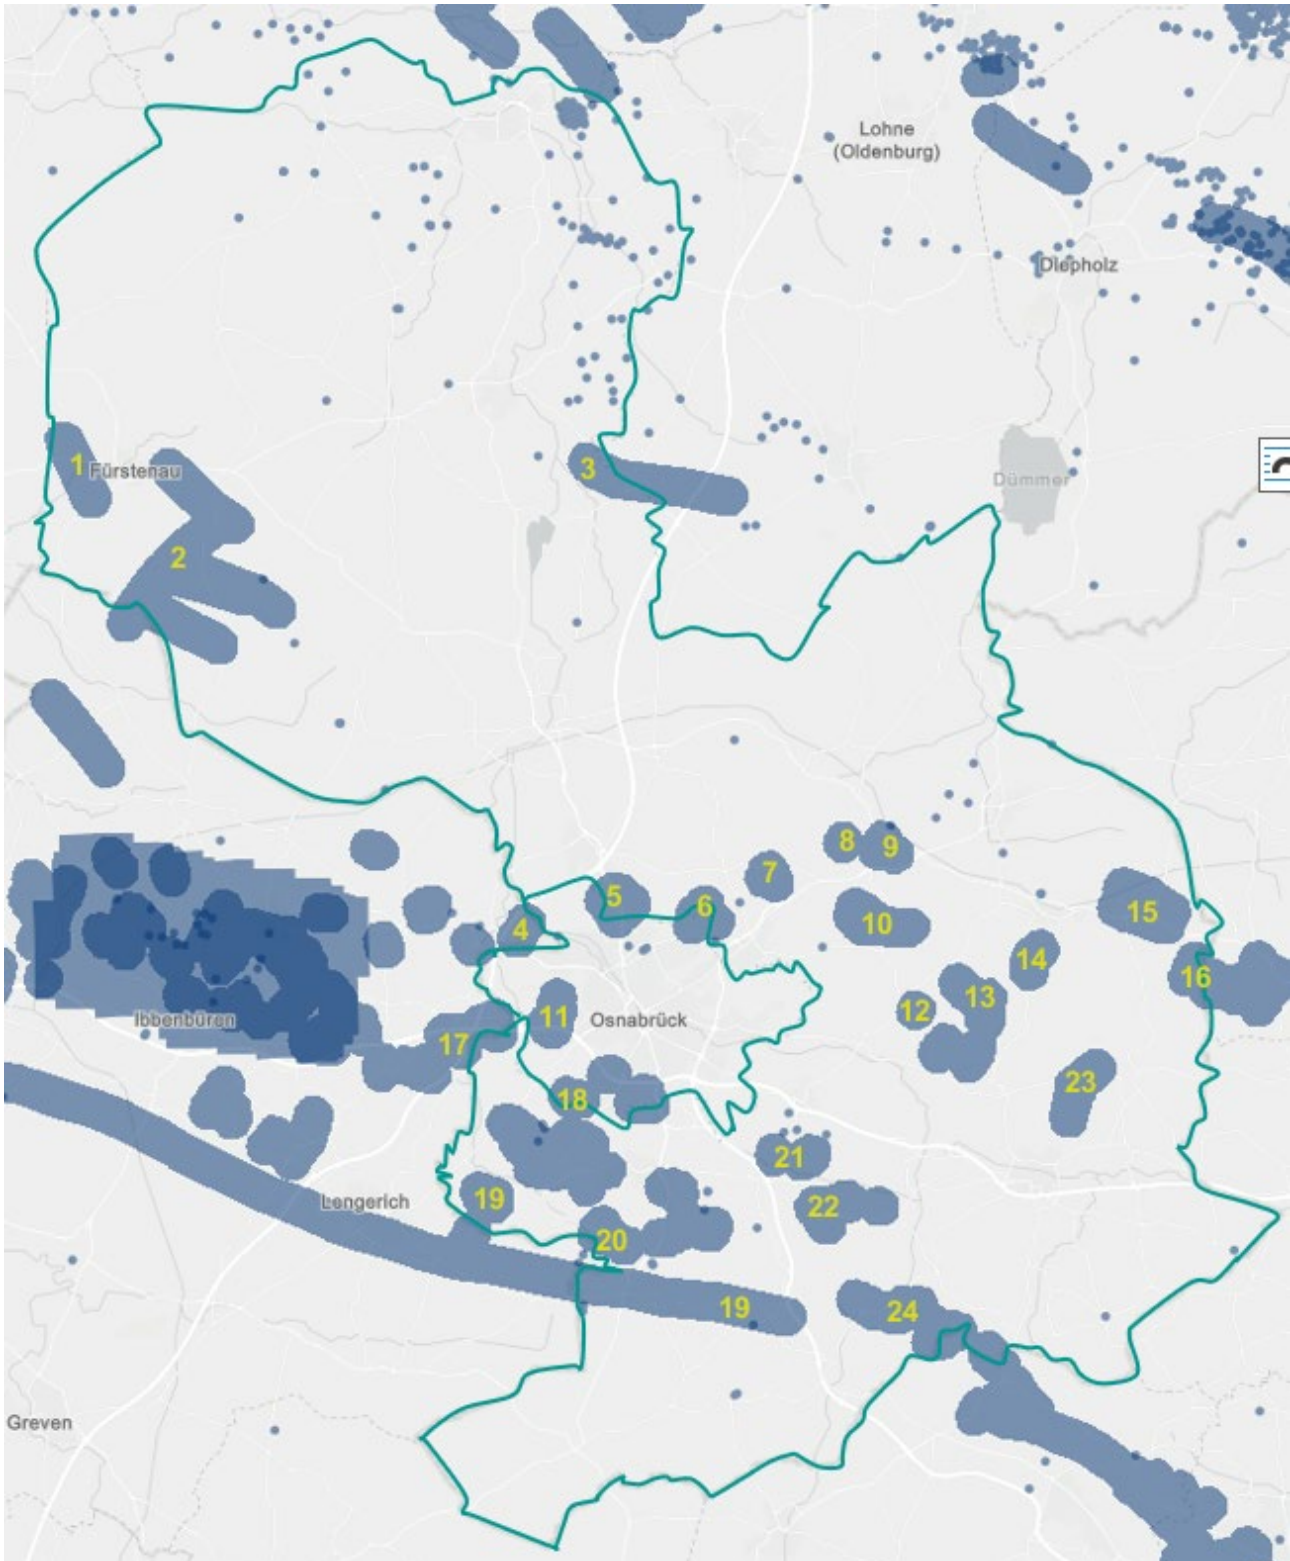 Lohne
(Oldenburg)
Diepholz
3
1
Fürstenau
Dümmer
2
8
9
7
5
6
10
15
4
14
16
13
12
11
Osnabrück
Ibbenbüren
17
23
18
21
19
Lengerich
22
20
19
24
Greven